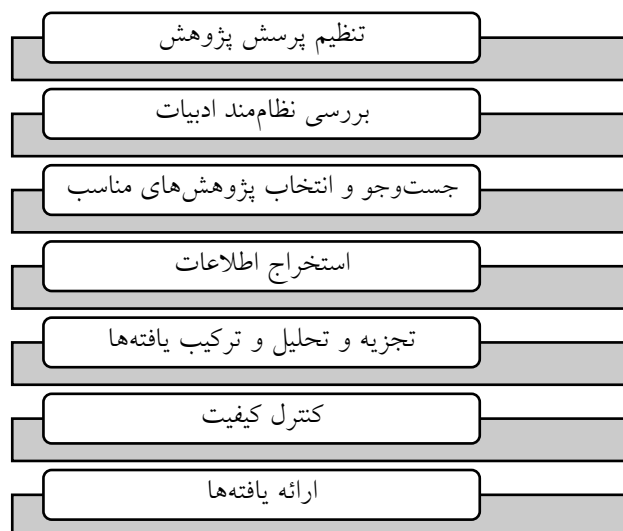 تنظیم پرسش پژوهش
بررسی نظام‌مند ادبیات
جست‌وجو و انتخاب پژوهش‌های مناسب
استخراج اطلاعات
تجزیه و تحلیل و ترکیب یافته‌ها
کنترل کیفیت
ارائه یافته‌ها